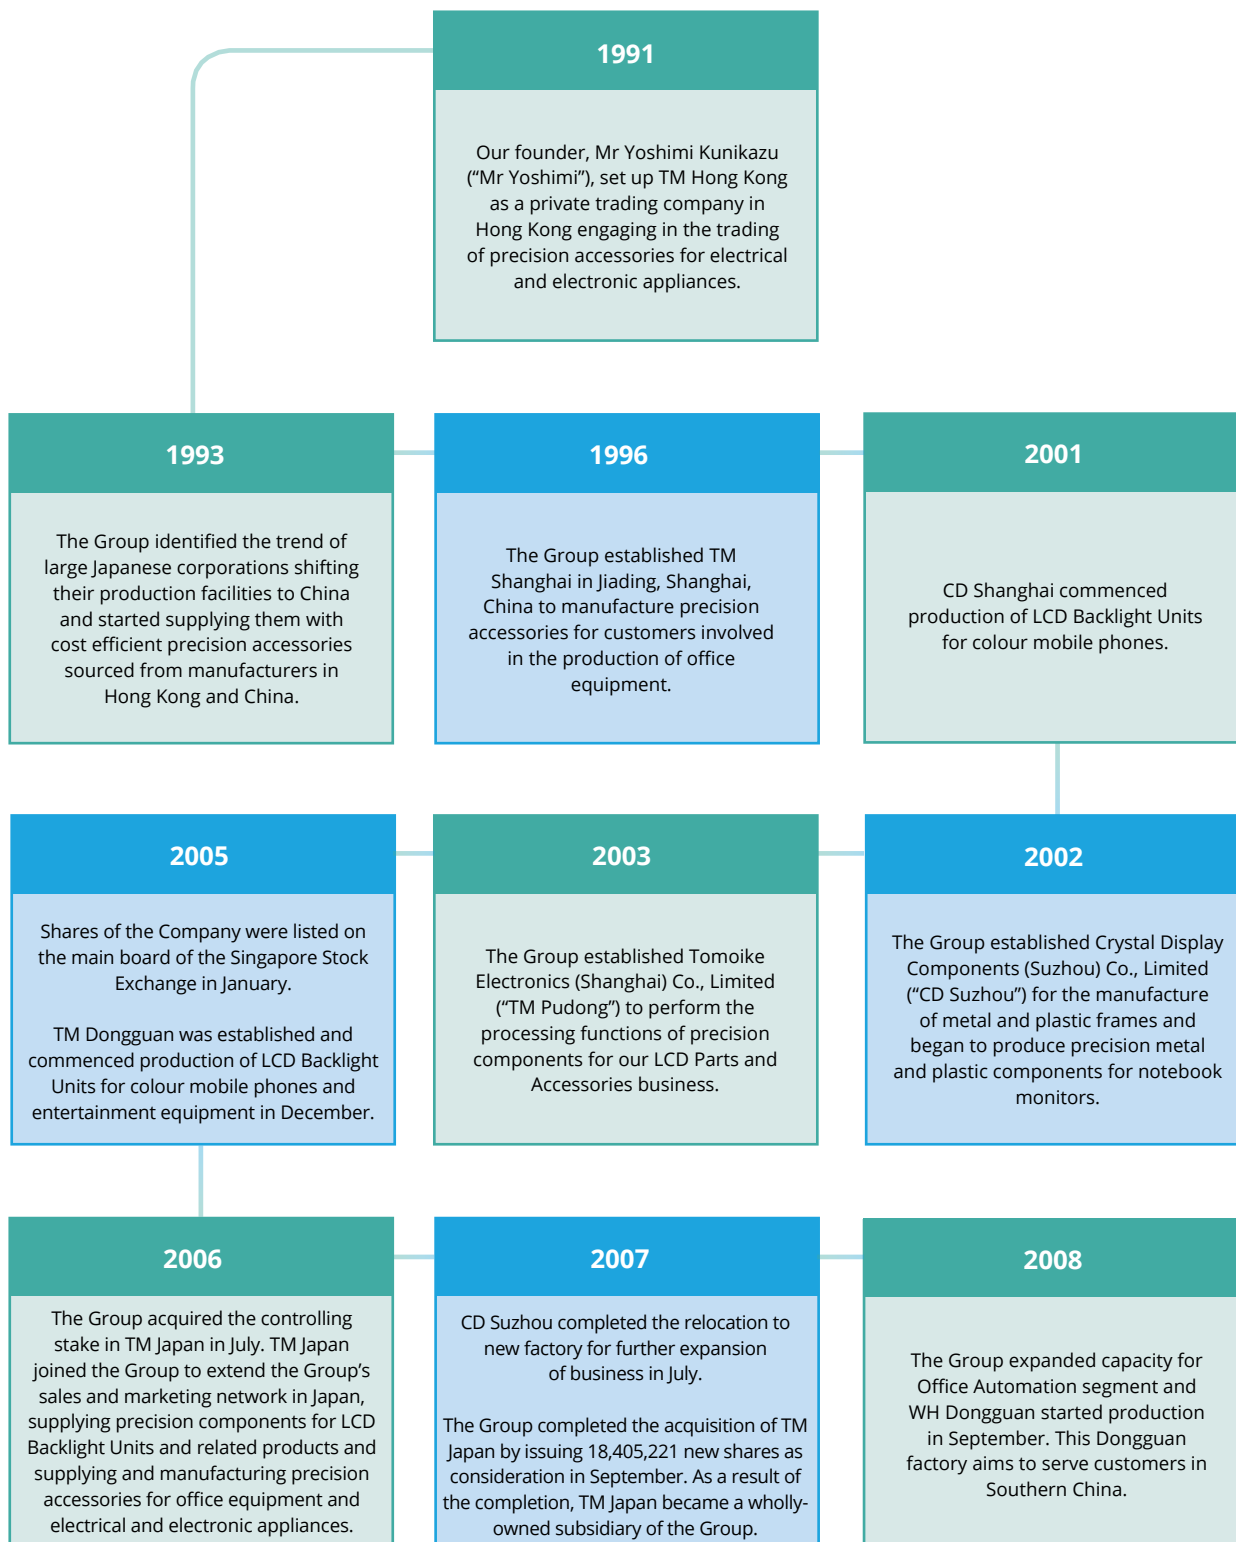 1991
Our founder, Mr Yoshimi Kunikazu
(“Mr Yoshimi”), set up TM Hong Kong
as a private trading company in
Hong Kong engaging in the trading
of precision accessories for electrical
and electronic appliances.
1993
The Group identified the trend of
large Japanese corporations shifting
their production facilities to China
and started supplying them with
cost efficient precision accessories
sourced from manufacturers in
Hong Kong and China.
1996
The Group established TM
Shanghai in Jiading, Shanghai,
China to manufacture precision
accessories for customers involved
in the production of office
equipment.
2001
CD Shanghai commenced
production of LCD Backlight Units
for colour mobile phones.
2002
The Group established Crystal Display
Components (Suzhou) Co., Limited
(“CD Suzhou”) for the manufacture
of metal and plastic frames and
began to produce precision metal
and plastic components for notebook
monitors.
2003
The Group established Tomoike
Electronics (Shanghai) Co., Limited
(“TM Pudong”) to perform the
processing functions of precision
components for our LCD Parts and
Accessories business.
2005
Shares of the Company were listed on
the main board of the Singapore Stock
Exchange in January.
TM Dongguan was established and
commenced production of LCD Backlight
Units for colour mobile phones and
entertainment equipment in December.
2006
The Group acquired the controlling
stake in TM Japan in July. TM Japan
joined the Group to extend the Group’s
sales and marketing network in Japan,
supplying precision components for LCD
Backlight Units and related products and
supplying and manufacturing precision
accessories for office equipment and
electrical and electronic appliances.
2007
CD Suzhou completed the relocation to
new factory for further expansion
of business in July.
The Group completed the acquisition of TM
Japan by issuing 18,405,221 new shares as
consideration in September. As a result of
the completion, TM Japan became a wholly-
owned subsidiary of the Group.
2008
The Group expanded capacity for
Office Automation segment and
WH Dongguan started production
in September. This Dongguan
factory aims to serve customers in
Southern China.